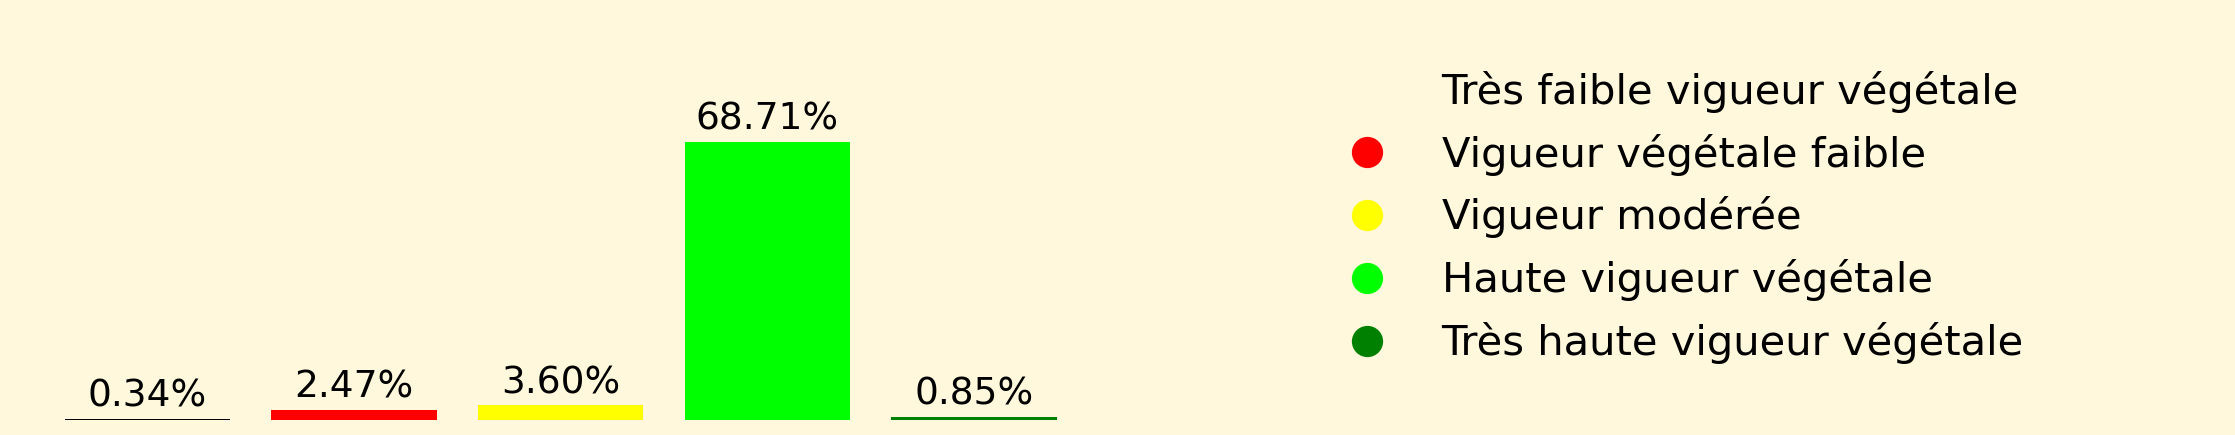 68.71%
0.34%
2.47%
3.60%
0.85%
Très faible vigueur végétale
Vigueur végétale faible
Vigueur modérée
Haute vigueur végétale
Très haute vigueur végétale